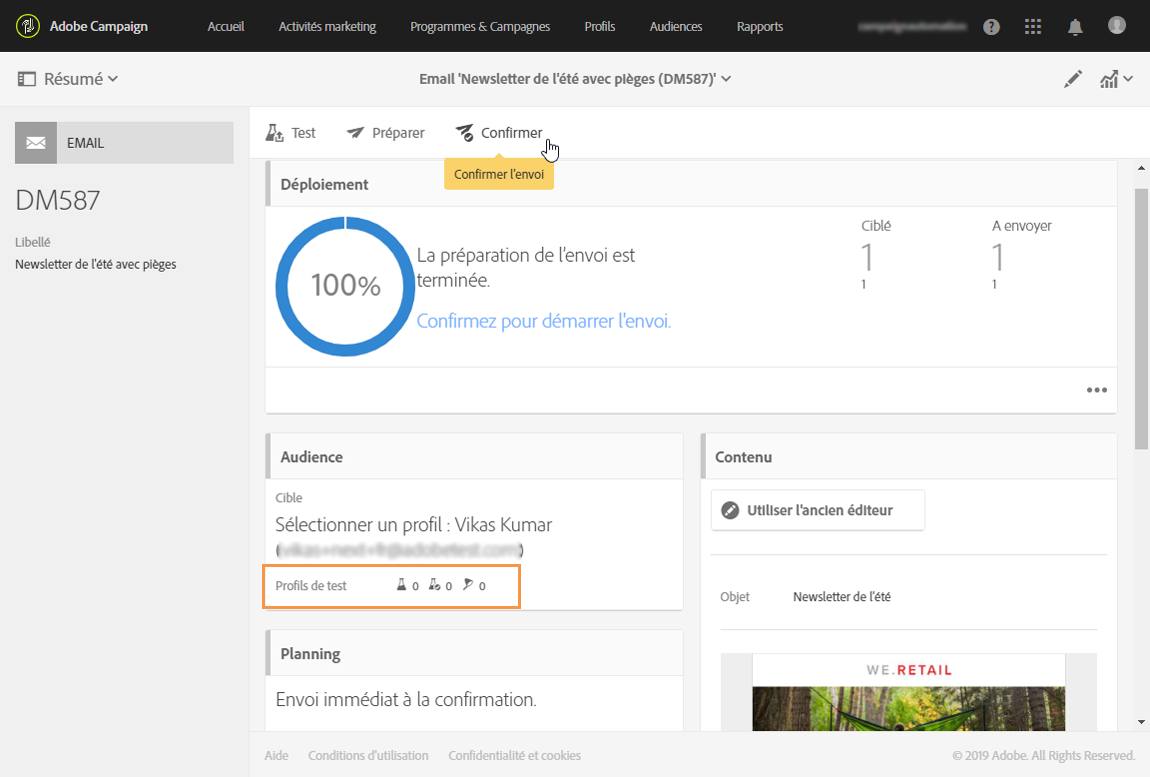 Adobe Campaign
Accueil
Activités marketing
Programmes & Campagnes
Profils
Audiences
Rapports
Résumé
Email 'Newsletter de l'été avec pièges (DM587)'
EMAIL
DM587
Libellé
Newsletter de l'été avec pièges
Test
Préparer
Confirmer
Confirmer l'envoi
Déploiement
100%
La préparation de l'envoi est
terminée.
Confirmez pour démarrer l'envoi.
Ciblé
1
1
A envoyer
1
1
Audience
Cible
Sélectionner un profil : Vikas Kumar
Profils de test 0 0 0
Planning
Envoi immédiat à la confirmation.
Contenu
Utiliser l'ancien éditeur
Objet Newsletter de l'été
WE.RETAIL
Aide
Conditions d'utilisation
Confidentialité et cookies
© 2019 Adobe. All Rights Reserved.